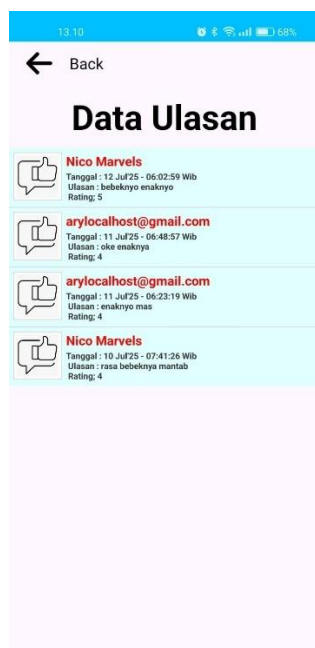 13.10
68%
Back
Data Ulasan
Nico Marvels
Tanggal : 12 Jul'25 - 06:02:59 Wib
Ulasan : bebeknyo enaknyo
Rating; 5
arylocalhost@gmail.com
Tanggal : 11 Jul'25 - 06:48:57 Wib
Ulasan : oke enaknya
Rating; 4
arylocalhost@gmail.com
Tanggal : 11 Jul'25 - 06:23:19 Wib
Ulasan : enaknyo mas
Rating; 4
Nico Marvels
Tanggal : 10 Jul'25 - 07:41:26 Wib
Ulasan : rasa bebeknya mantab
Rating; 4